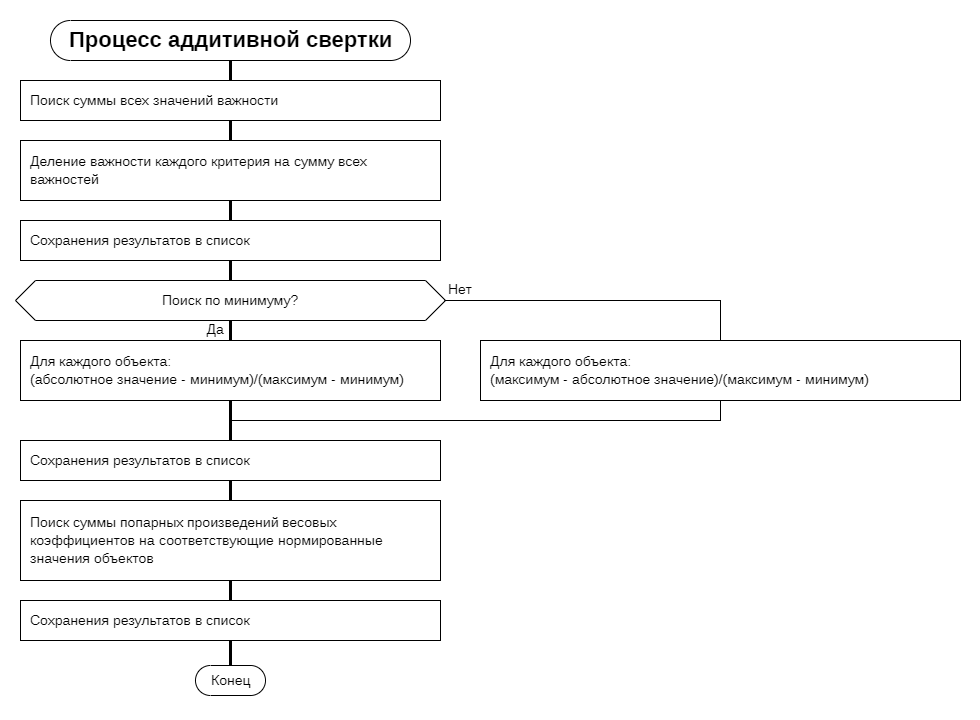 Процесс аддитивной свертки
Поиск суммы всех значений важности
Деление важности каждого критерия на сумму всех
важностей
Сохранения результатов в список
Поиск по минимуму?
Нет
Да
Для каждого объекта:
(абсолютное значение - минимум)/(максимум - минимум)
Для каждого объекта:
(максимум - абсолютное значение)/(максимум - минимум)
Сохранения результатов в список
Поиск суммы попарных произведений весовых
коэффициентов на соответствующие нормированные
значения объектов
Сохранения результатов в список
Конец